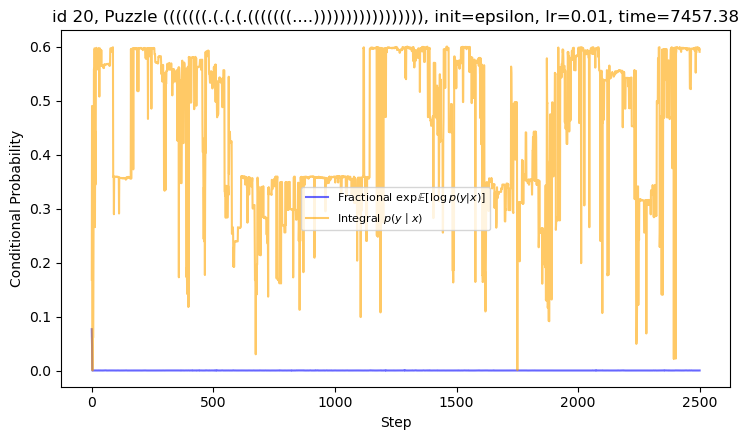 id 20, Puzzle (((((((.(.(.(.(((((((....))))))))))))))))), init=epsilon, lr=0.01, time=7457.38
0.6
0.5
0.4
0.3
0.2
0.1
0.0
Conditional Probability
Fractional exp 𝔼[log p(y|x)]
Integral p(y | x)
0 500 1000 1500 2000 2500
Step